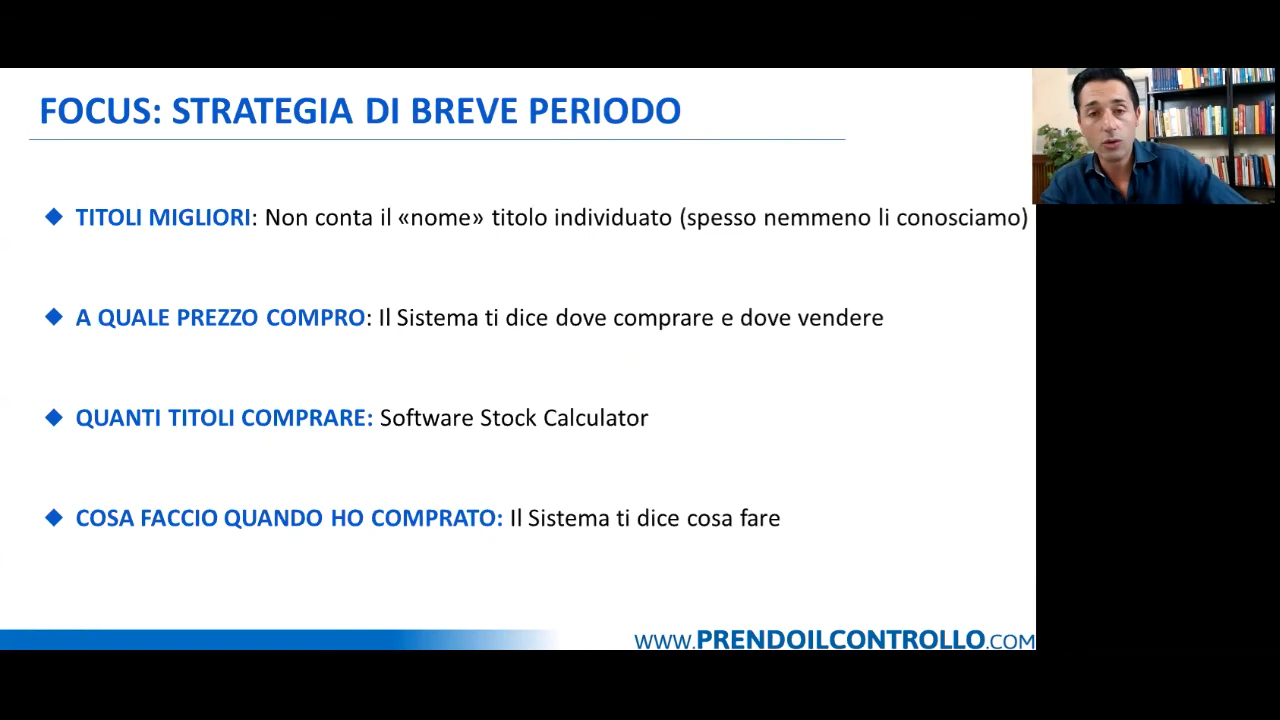 FOCUS: STRATEGIA DI BREVE PERIODO
TITOLI MIGLIORI: Non conta il «nome» titolo individuato (spesso nemmeno li conosciamo)
A QUALE PREZZO COMPRO: Il Sistema ti dice dove comprare e dove vendere
QUANTI TITOLI COMPRARE: Software Stock Calculator
COSA FACCIO QUANDO HO COMPRATO: Il Sistema ti dice cosa fare
WWW.PRENDOILCONTROLLO.COM